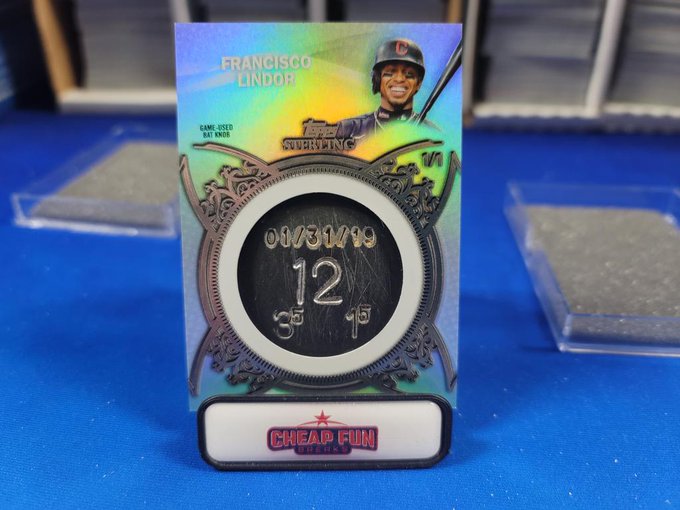 FRANCISCO
LINDOR
C
GAME-USED
BAT KNOB
Topps
STERLING
1/1
01/31/19
12
35 15
CHEAP FUN
BREAKS